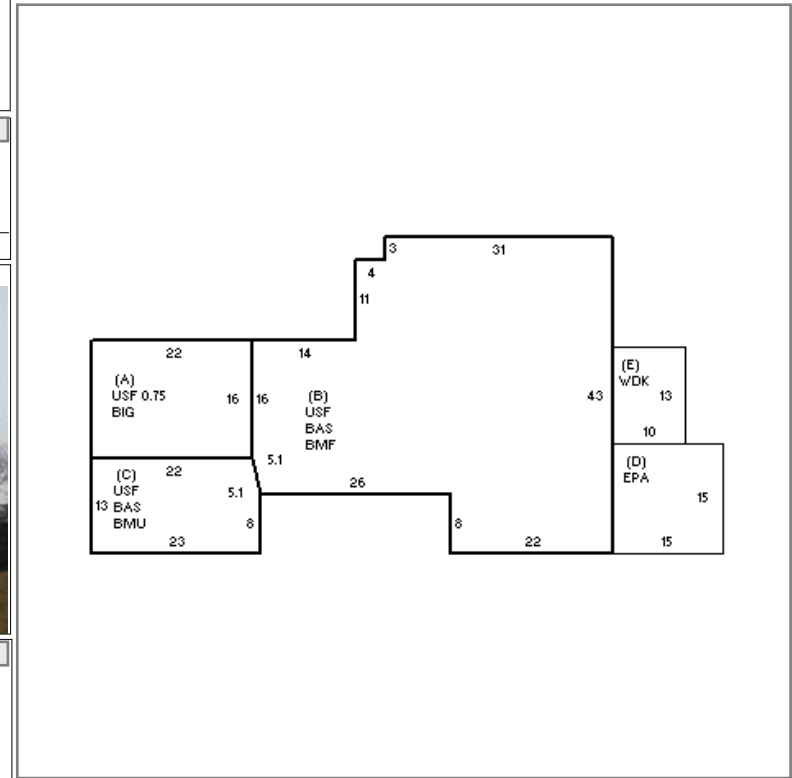 3
31
4
11
22
14
(A)
USF 0.75
BIG
16
16
(B)
USF
BAS
BMF
43
(E)
WDK
13
10
5.1
22
(C)
USF
13 BAS
BMU
5.1
26
8
23
8
22
(D)
EPA
15
15